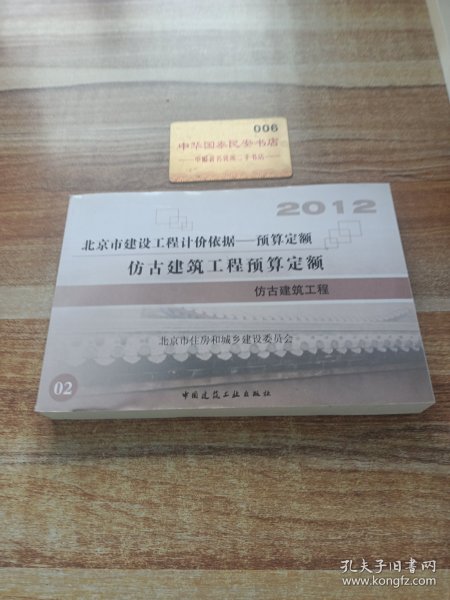 006
中华国泰民安书店
2012
北京市建设工程计价依据——预算定额
仿古建筑工程预算定额
仿古建筑工程
北京市住房和城乡建设委员会
02
中国建筑工业出版社
孔夫子旧书网
www.kongfz.com